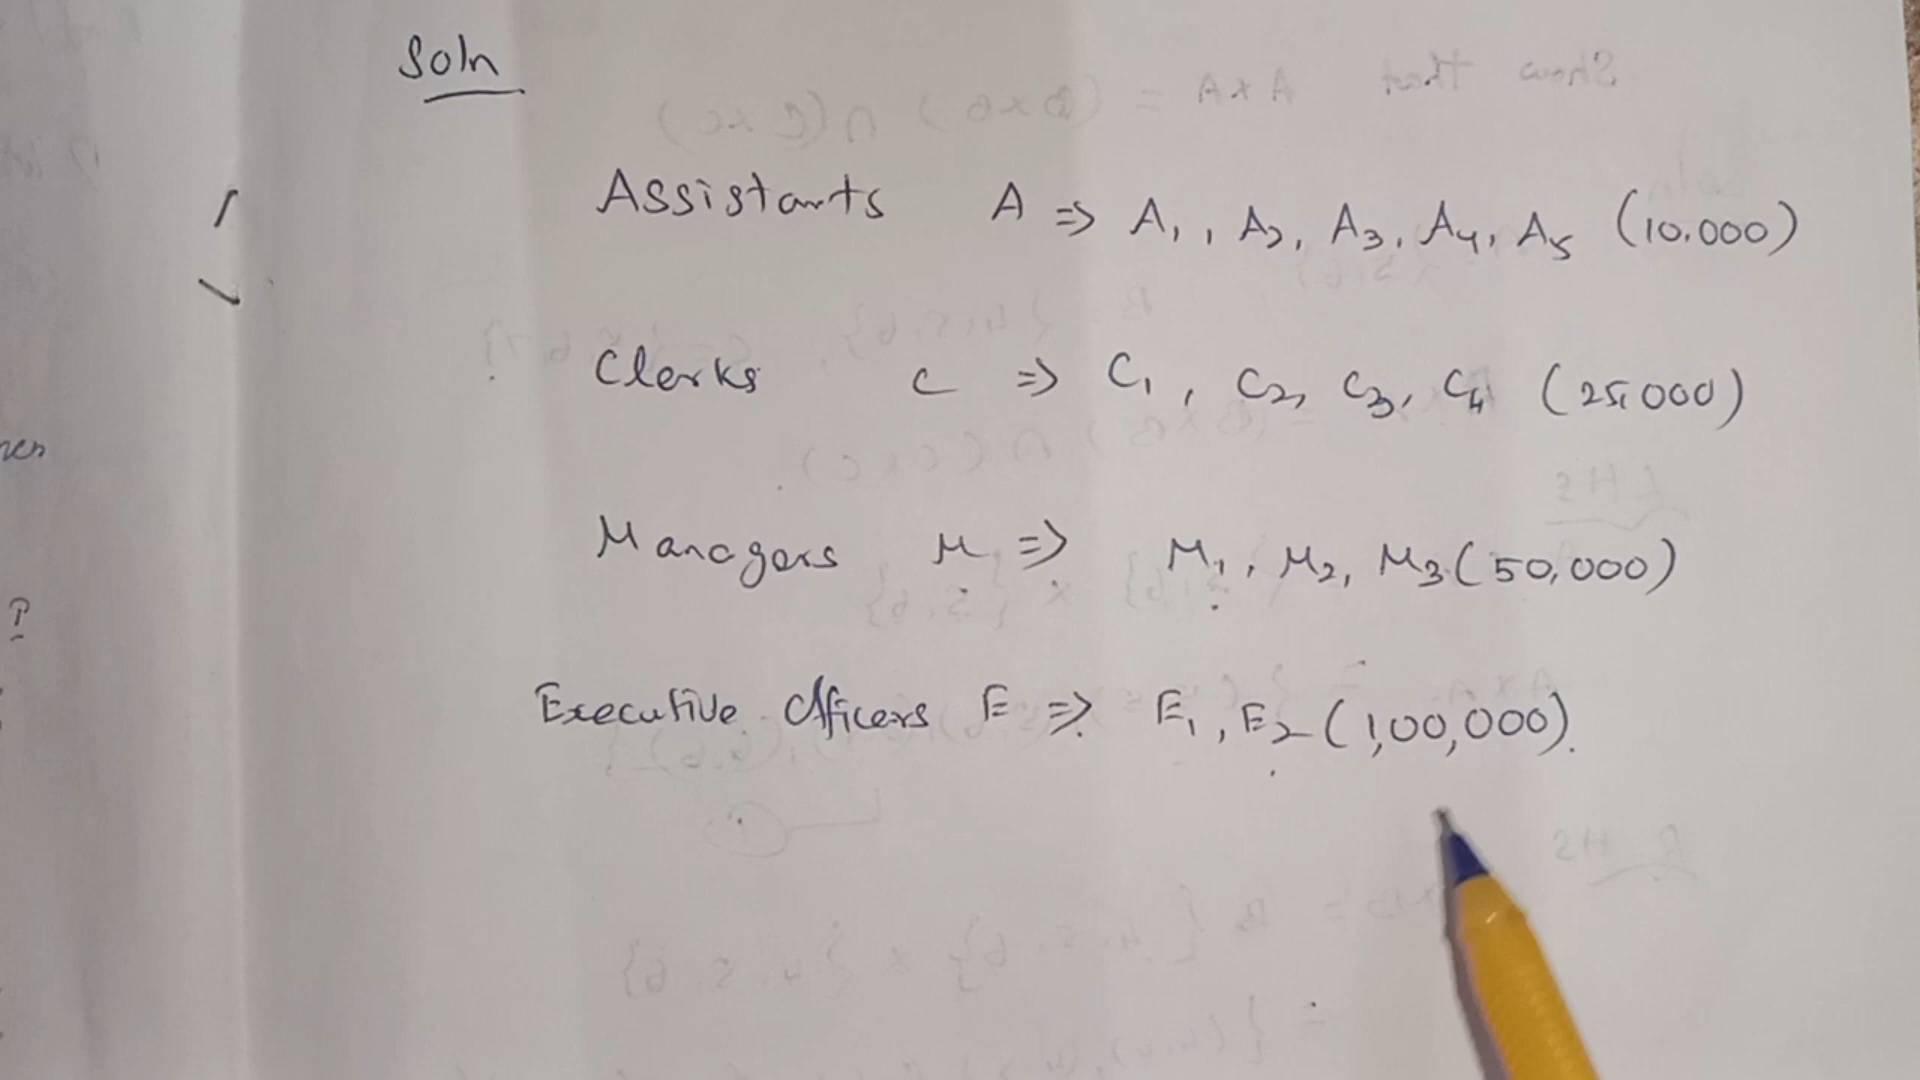 Soln
Assistants A ⇒ A1, A2, A3, A4, A5 (10,000)
Clerks C ⇒ C1, C2, C3, C4 (25,000)
Managers M ⇒ M1, M2, M3 (50,000)
Executive Officers E ⇒ E1, E2 (1,00,000).
?